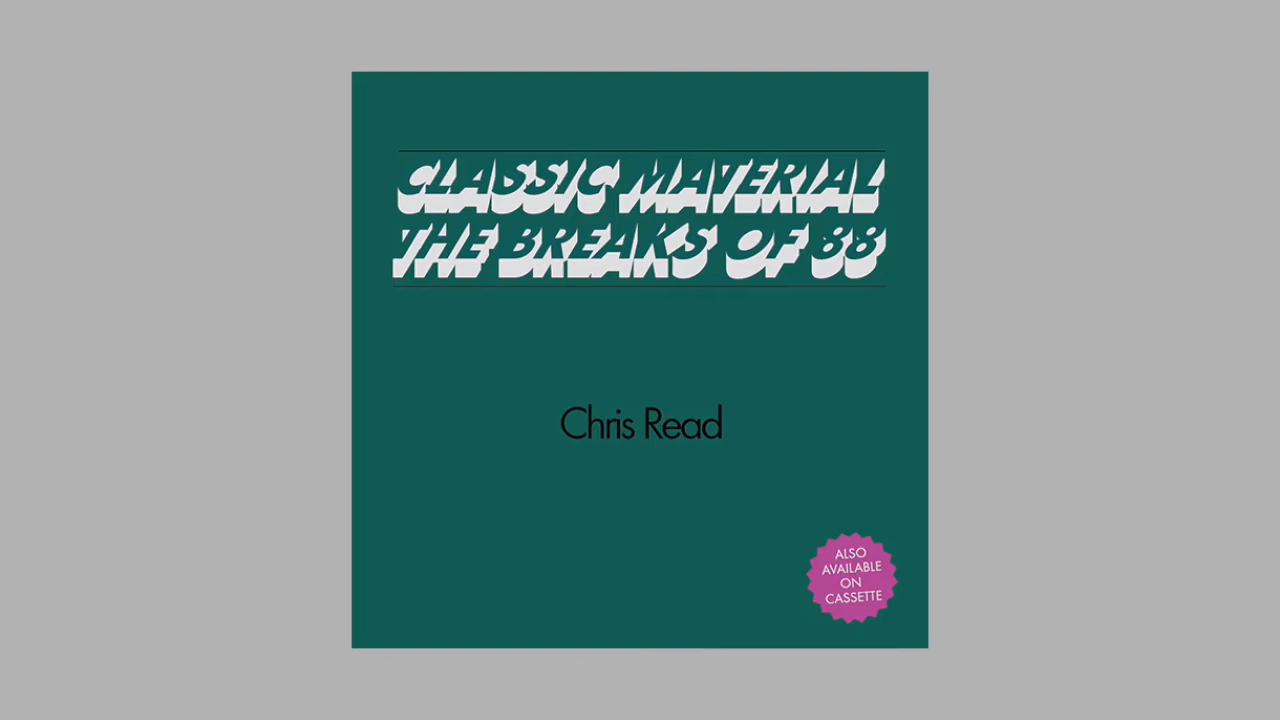 CLASSIC MATERIAL
THE BREAKS OF 88
Chris Read
ALSO
AVAILABLE
ON
CASSETTE